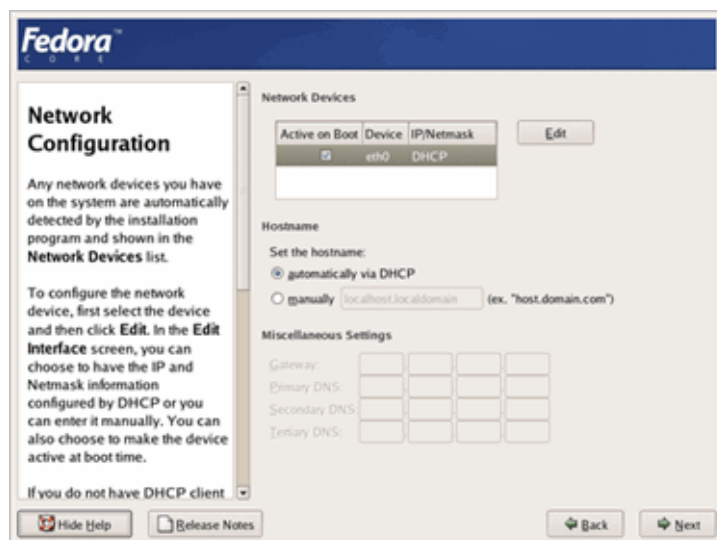 Fedora™
CORE
Network
Configuration
Any network devices you have
on the system are automatically
detected by the installation
program and shown in the
Network Devices list.
To configure the network
device, first select the device
and then click Edit. In the Edit
Interface screen, you can
choose to have the IP and
Netmask information
configured by DHCP or you
can enter it manually. You can
also choose to make the device
active at boot time.
If you do not have DHCP client
Network Devices
Active on Boot Device IP/Netmask
eth0 DHCP
Edit
Hostname
Set the hostname:
automatically via DHCP
manually localhost.localdomain (ex. "host.domain.com")
Miscellaneous Settings
Gateway:
Primary DNS:
Secondary DNS:
Tertiary DNS:
Hide Help
Release Notes
Back
Next